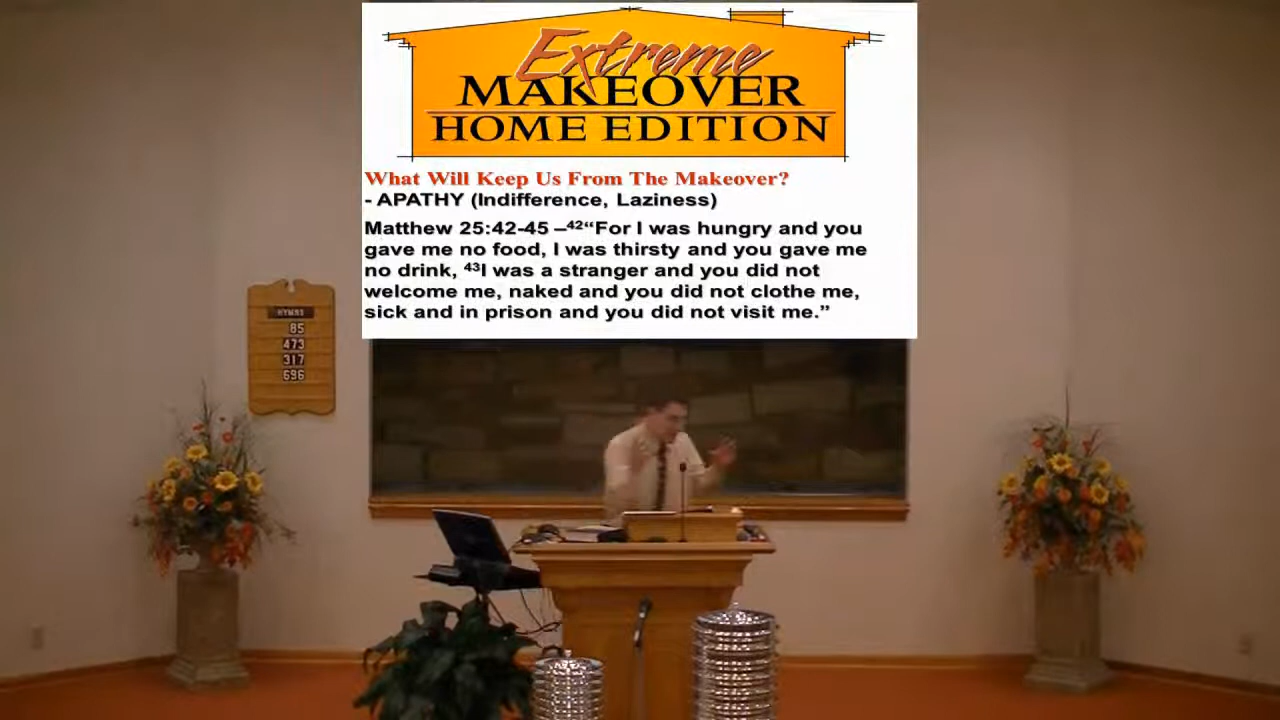 Extreme
MAKEOVER
HOME EDITION
What Will Keep Us From The Makeover?
- APATHY (Indifference, Laziness)
Matthew 25:42-45 –42“For I was hungry and you
gave me no food, I was thirsty and you gave me
no drink, 43I was a stranger and you did not
welcome me, naked and you did not clothe me,
sick and in prison and you did not visit me.”
HYMNS
85
473
317
696